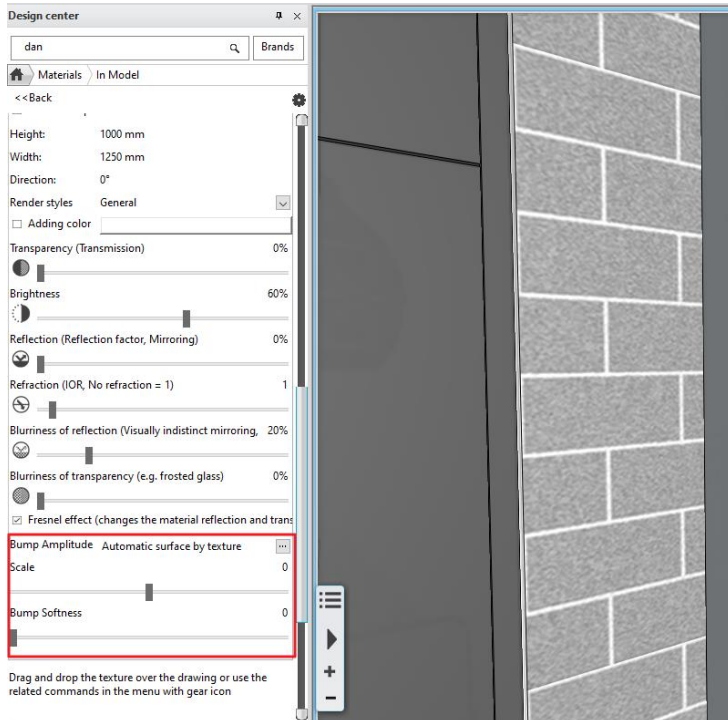 Design center
dan
Brands
Materials
In Model
<<Back
Height: 1000 mm
Width: 1250 mm
Direction: 0°
Render styles General
Adding color
Transparency (Transmission) 0%
Brightness 60%
Reflection (Reflection factor, Mirroring) 0%
Refraction (IOR, No refraction = 1) 1
Blurriness of reflection (Visually indistinct mirroring, 20%
Blurriness of transparency (e.g. frosted glass) 0%
Fresnel effect (changes the material reflection and trans
Bump Amplitude Automatic surface by texture ...
Scale 0
Bump Softness 0
Drag and drop the texture over the drawing or use the
related commands in the menu with gear icon